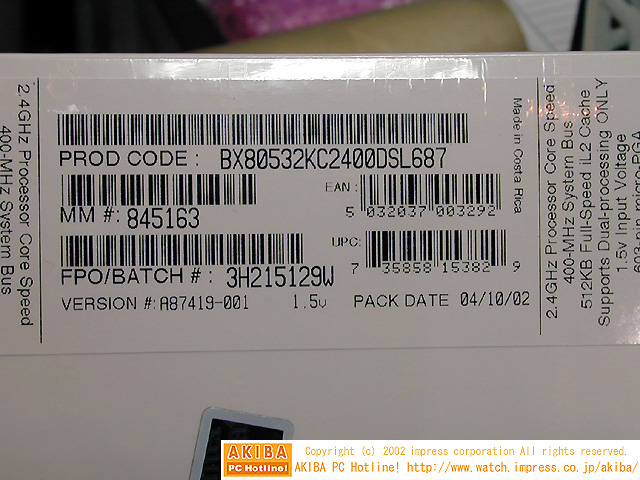 2.4GHz Processor Core Speed
400-MHz System Bus
PROD CODE : BX80532KC2400DSL687
MM #: 845163
EAN :
5 032037 003292
UPC:
7 35858 15382 9
FPO/BATCH # : 3H215129W
VERSION #: A87419-001 1.5v PACK DATE 04/10/02
Made in Costa Rica
2.4GHz Processor Core Speed
400-MHz System Bus
512KB Full-Speed iL2 Cache
Supports Dual-processing ONLY
1.5v Input Voltage
AKIBA
PC Hotline!
Copyright (c) 2002 impress corporation All rights reserved.
AKIBA PC Hotline! http://www.watch.impress.co.jp/akiba/